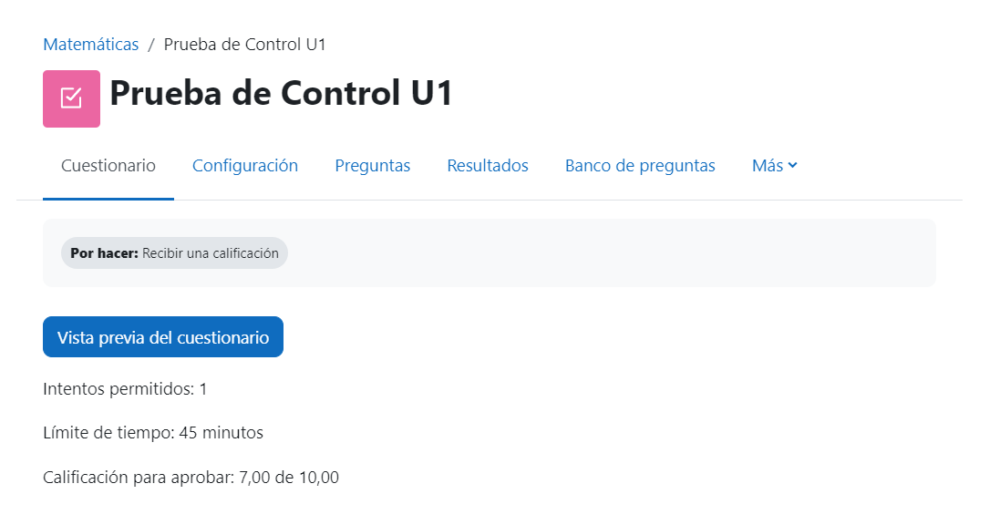 Matemáticas / Prueba de Control U1
Prueba de Control U1
Cuestionario Configuración Preguntas Resultados Banco de preguntas Más
Por hacer: Recibir una calificación
Vista previa del cuestionario
Intentos permitidos: 1
Límite de tiempo: 45 minutos
Calificación para aprobar: 7,00 de 10,00